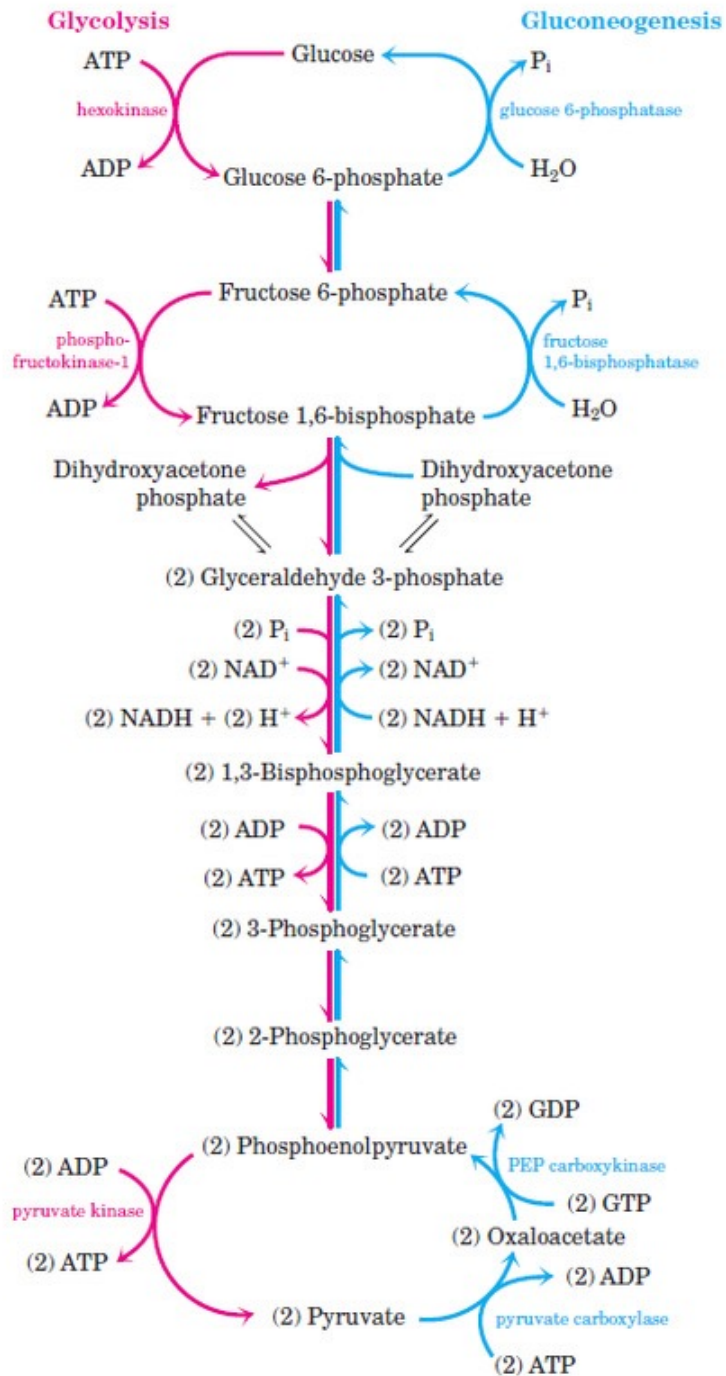 Glycolysis
Gluconeogenesis
ATP
Glucose
Pi
hexokinase
glucose 6-phosphatase
ADP
Glucose 6-phosphate
H2O
ATP
Fructose 6-phosphate
Pi
phospho-
fructokinase-1
fructose
1,6-bisphosphatase
ADP
Fructose 1,6-bisphosphate
H2O
Dihydroxyacetone
phosphate
Dihydroxyacetone
phosphate
(2) Glyceraldehyde 3-phosphate
(2) Pi
(2) Pi
(2) NAD+
(2) NAD+
(2) NADH + (2) H+
(2) NADH + H+
(2) 1,3-Bisphosphoglycerate
(2) ADP
(2) ADP
(2) ATP
(2) ATP
(2) 3-Phosphoglycerate
(2) 2-Phosphoglycerate
(2) GDP
(2) Phosphoenolpyruvate
(2) ADP
PEP carboxykinase
pyruvate kinase
(2) GTP
(2) Oxaloacetate
(2) ATP
(2) ADP
(2) Pyruvate
pyruvate carboxylase
(2) ATP